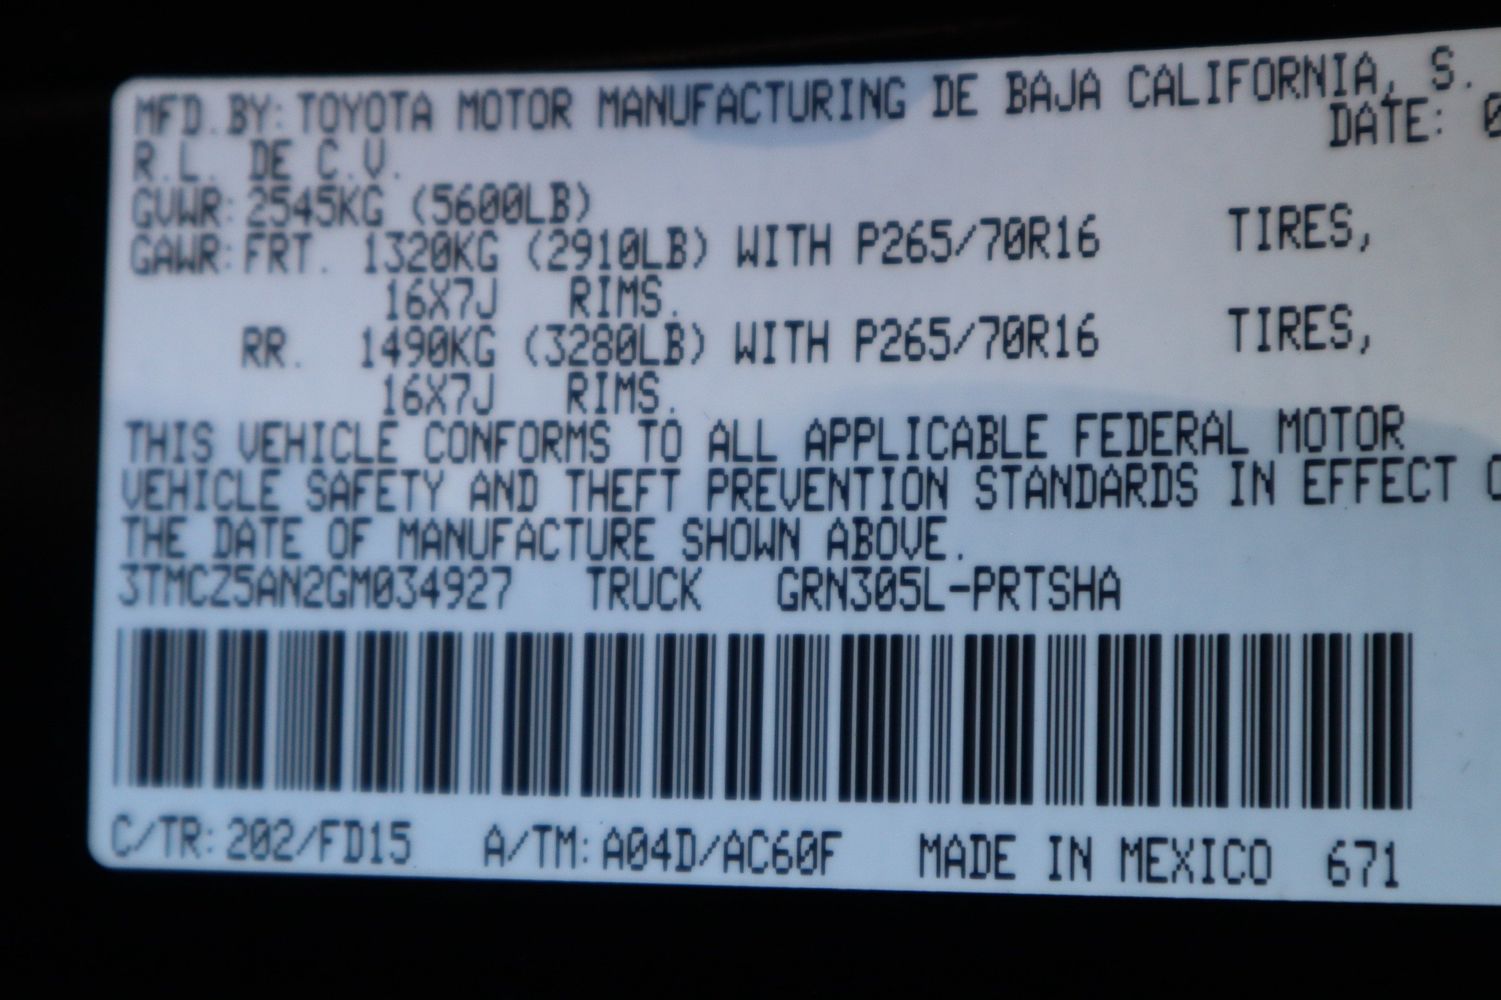 MFD.BY: TOYOTA MOTOR MANUFACTURING DE BAJA CALIFORNIA, S.
R.L. DE C.V. DATE: 0
GVWR: 2545KG (5600LB)
GAWR: FRT. 1320KG (2910LB) WITH P265/70R16 TIRES,
16X7J RIMS.
RR. 1490KG (3280LB) WITH P265/70R16 TIRES,
16X7J RIMS.
THIS VEHICLE CONFORMS TO ALL APPLICABLE FEDERAL MOTOR
VEHICLE SAFETY AND THEFT PREVENTION STANDARDS IN EFFECT
THE DATE OF MANUFACTURE SHOWN ABOVE.
3TMCZ5AN2GM034927 TRUCK GRN305L-PRTSHA
C/TR: 202/FD15 A/TM: A04D/AC60F MADE IN MEXICO 671